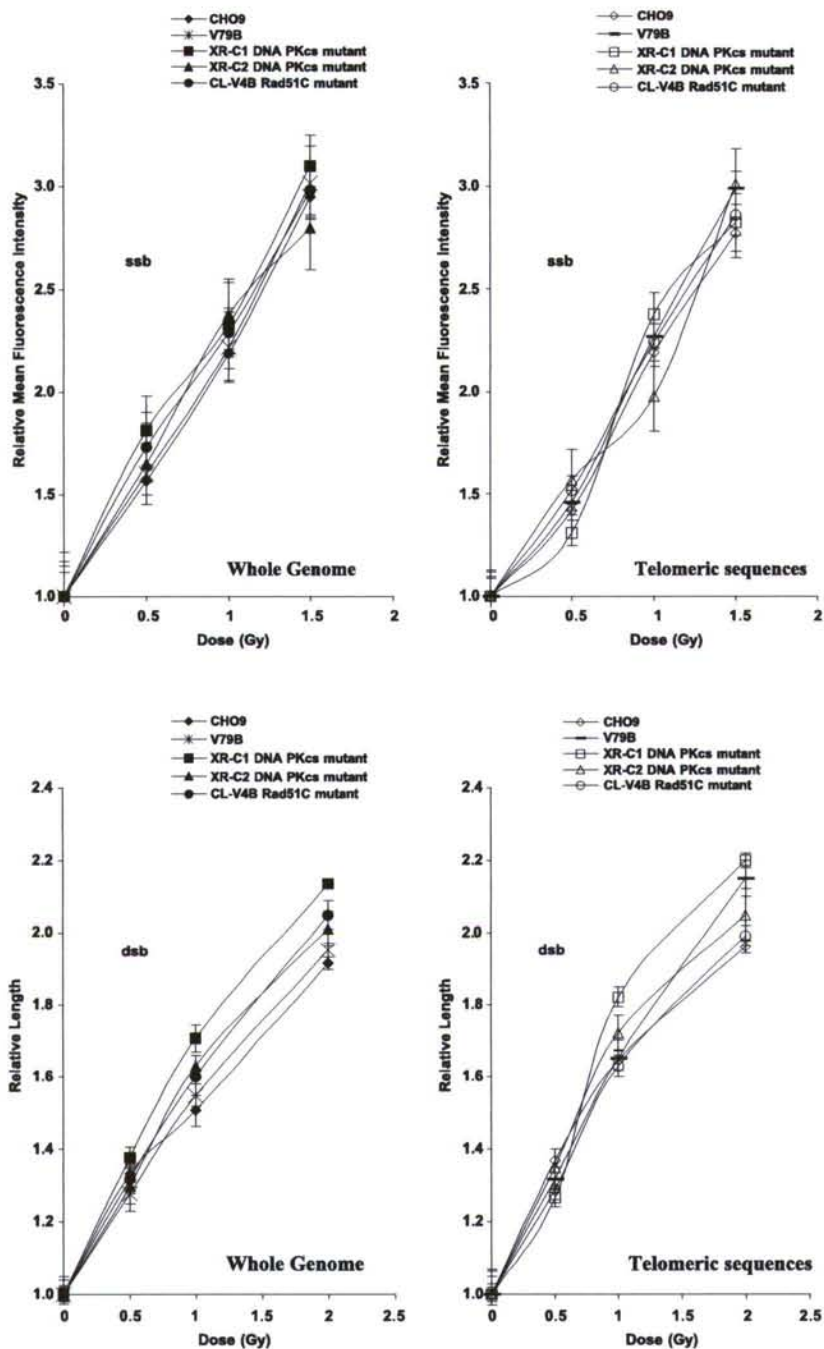 CHO9
V79B
XR-C1 DNA PKcs mutant
XR-C2 DNA PKcs mutant
CL-V4B Rad51C mutant
3.5
3.0
2.5
2.0
1.5
1.0
Relative Mean Fluorescence Intensity
ssb
Whole Genome
0
0.5
1
1.5
2
Dose (Gy)
CHO9
V79B
XR-C1 DNA PKcs mutant
XR-C2 DNA PKcs mutant
CL-V4B Rad51C mutant
3.5
3.0
2.5
2.0
1.5
1.0
Relative Mean Fluorescence Intensity
ssb
Telomeric sequences
0
0.5
1
1.5
2
Dose (Gy)
CHO9
V79B
XR-C1 DNA PKcs mutant
XR-C2 DNA PKcs mutant
CL-V4B Rad51C mutant
2.4
2.2
2.0
1.8
1.6
1.4
1.2
1.0
Relative Length
dsb
Whole Genome
0
0.5
1
1.5
2
2.5
Dose (Gy)
CHO9
V79B
XR-C1 DNA PKcs mutant
XR-C2 DNA PKcs mutant
CL-V4B Rad51C mutant
2.4
2.2
2.0
1.8
1.6
1.4
1.2
1.0
Relative Length
dsb
Telomeric sequences
0
0.5
1
1.5
2
2.5
Dose (Gy)